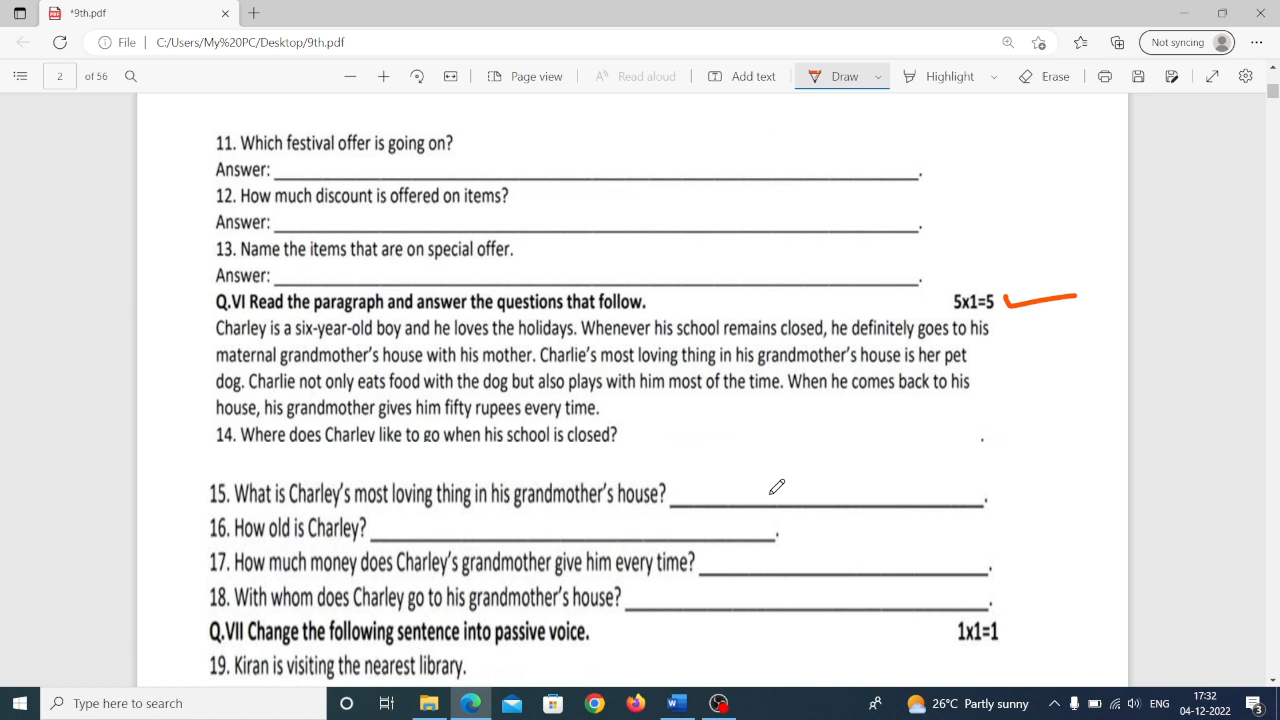 *9th.pdf
File C:/Users/My%20PC/Desktop/9th.pdf Not syncing
2 of 56 Page view Read aloud Add text Draw Highlight Erase
11. Which festival offer is going on?
Answer: ________.
12. How much discount is offered on items?
Answer: ________.
13. Name the items that are on special offer.
Answer: ________.
Q.VI Read the paragraph and answer the questions that follow. 5x1=5
Charley is a six-year-old boy and he loves the holidays. Whenever his school remains closed, he definitely goes to his
maternal grandmother's house with his mother. Charlie's most loving thing in his grandmother's house is her pet
dog. Charlie not only eats food with the dog but also plays with him most of the time. When he comes back to his
house, his grandmother gives him fifty rupees every time.
14. Where does Charley like to go when his school is closed? .
15. What is Charley's most loving thing in his grandmother's house? ________.
16. How old is Charley? ________.
17. How much money does Charley's grandmother give him every time? ________.
18. With whom does Charley go to his grandmother's house? ________.
Q.VII Change the following sentence into passive voice. 1x1=1
19. Kiran is visiting the nearest library.
Type here to search 26°C Partly sunny ENG 17:32
04-12-2022 3